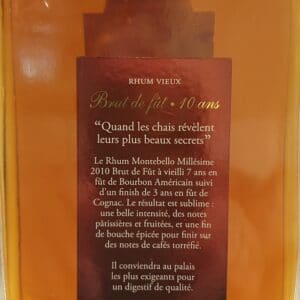 RHUM VIEUX
Brut de fût • 10 ans
“Quand les chais révèlent
leurs plus beaux secrets”
Le Rhum Montebello Millésime
2010 Brut de Fût à vieilli 7 ans en
fût de Bourbon Américain suivi
d'un finish de 3 ans en fût de
Cognac. Le résultat est sublime :
une belle intensité, des notes
pâtissières et fruitées, et une fin
de bouche épicée pour finir sur
des notes de cafés torréfié.
Il conviendra au palais
les plus exigeants pour
un digestif de qualité.